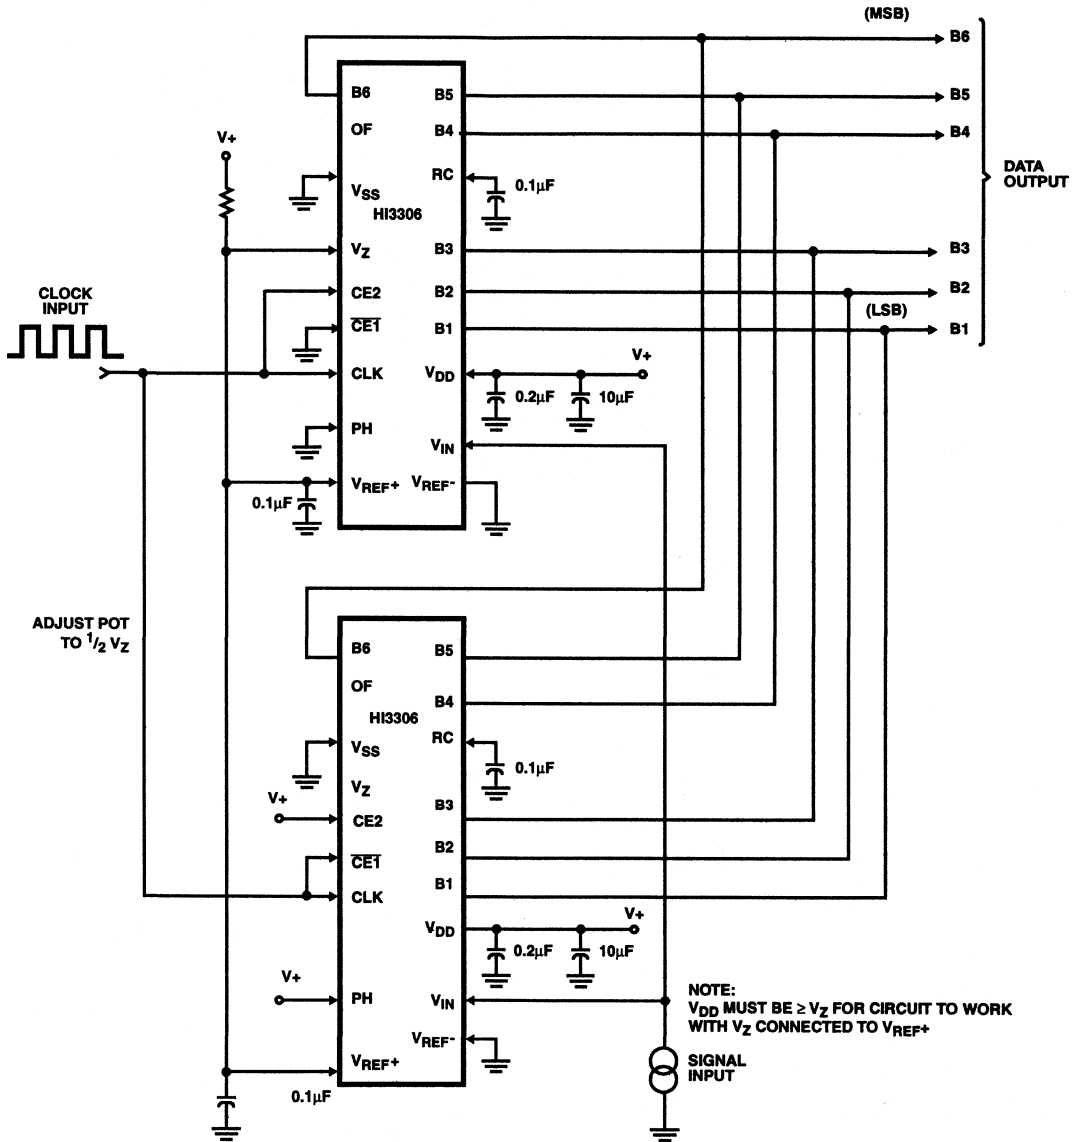 (MSB)
B6
B6
B5
B5
V+
OF
B4
B4
DATA
OUTPUT
RC
0.1µF
VSS
HI3306
VZ
B3
B3
CLOCK
INPUT
CE2
B2
B2
(LSB)
CE1
B1
B1
V+
CLK
VDD
0.2µF
10µF
PH
VIN
VREF+
VREF-
0.1µF
ADJUST POT
TO 1/2 VZ
B6
B5
OF
B4
HI3306
RC
VSS
0.1µF
VZ
V+
B3
CE2
B2
CE1
B1
CLK
V+
VDD
0.2µF
10µF
V+
PH
VIN
NOTE:
VDD MUST BE ≥ VZ FOR CIRCUIT TO WORK
WITH VZ CONNECTED TO VREF+
VREF-
VREF+
SIGNAL
INPUT
0.1µF